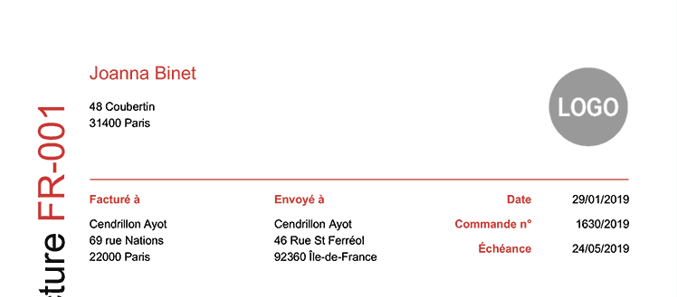 Joanna Binet
48 Coubertin
31400 Paris
LOGO
FR-001
Facturé à
Cendrillon Ayot
69 rue Nations
22000 Paris
Envoyé à
Cendrillon Ayot
46 Rue St Ferréol
92360 Île-de-France
Date 29/01/2019
Commande n° 1630/2019
Échéance 24/05/2019